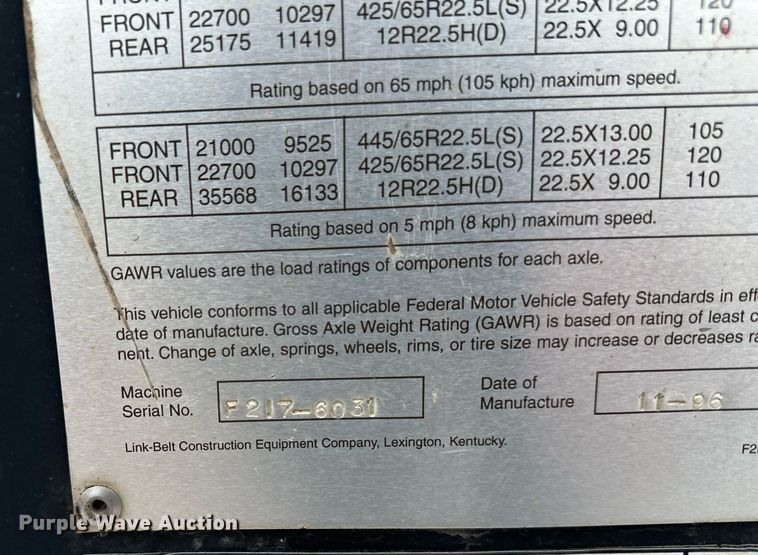 FRONT 22700 10297 425/65R22.5L(S) 22.5X12.25 120
REAR 25175 11419 12R22.5H(D) 22.5X 9.00 110
Rating based on 65 mph (105 kph) maximum speed.
FRONT 21000 9525 445/65R22.5L(S) 22.5X13.00 105
FRONT 22700 10297 425/65R22.5L(S) 22.5X12.25 120
REAR 35568 16133 12R22.5H(D) 22.5X 9.00 110
Rating based on 5 mph (8 kph) maximum speed.
GAWR values are the load ratings of components for each axle.
This vehicle conforms to all applicable Federal Motor Vehicle Safety Standards in eff
date of manufacture. Gross Axle Weight Rating (GAWR) is based on rating of least c
nent. Change of axle, springs, wheels, rims, or tire size may increase or decreases ra
Machine Serial No. F217-6031
Date of Manufacture 11-96
Link-Belt Construction Equipment Company, Lexington, Kentucky.
F2
Purple Wave Auction